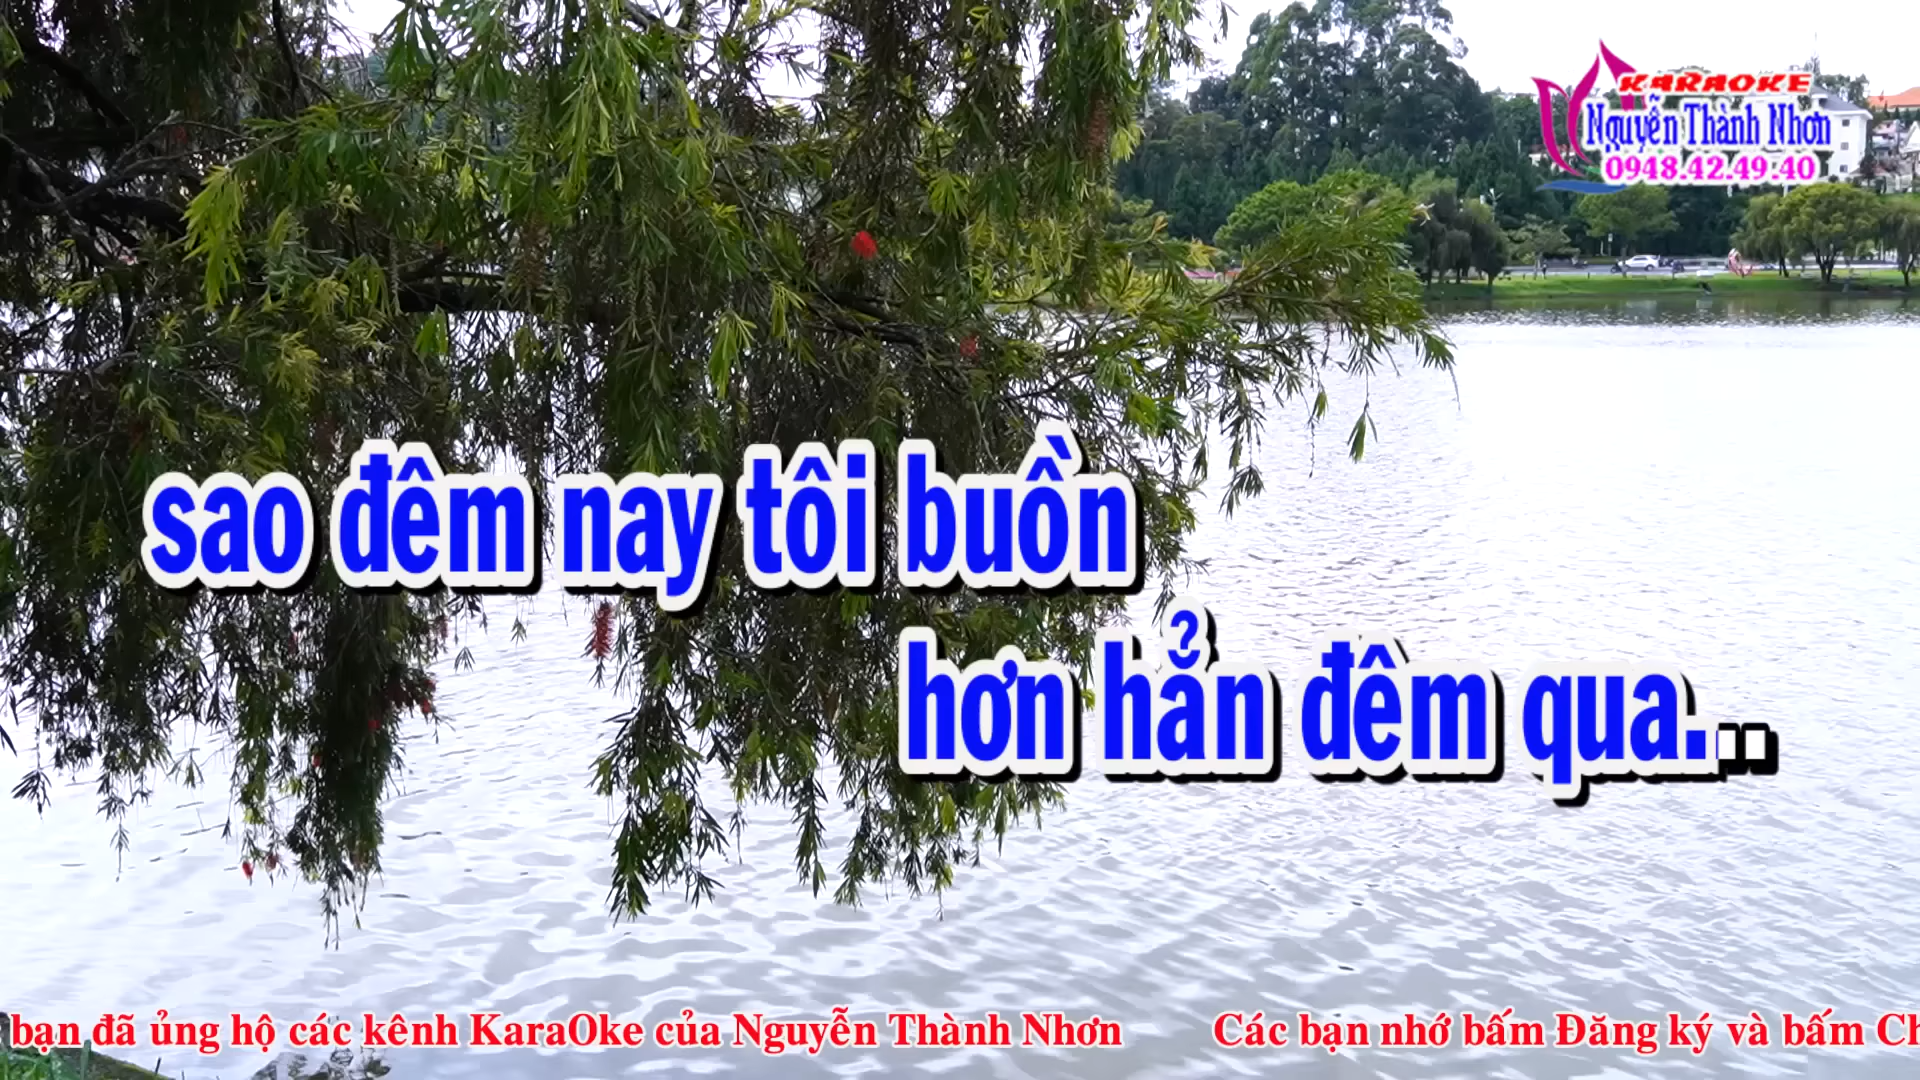 KARAOKE
Nguyễn Thành Nhơn
0948.42.49.40
sao đêm nay tôi buồn
hơn hẳn đêm qua...
bạn đã ủng hộ các kênh KaraOke của Nguyễn Thành Nhơn Các bạn nhớ bấm Đăng ký và bấm Ch